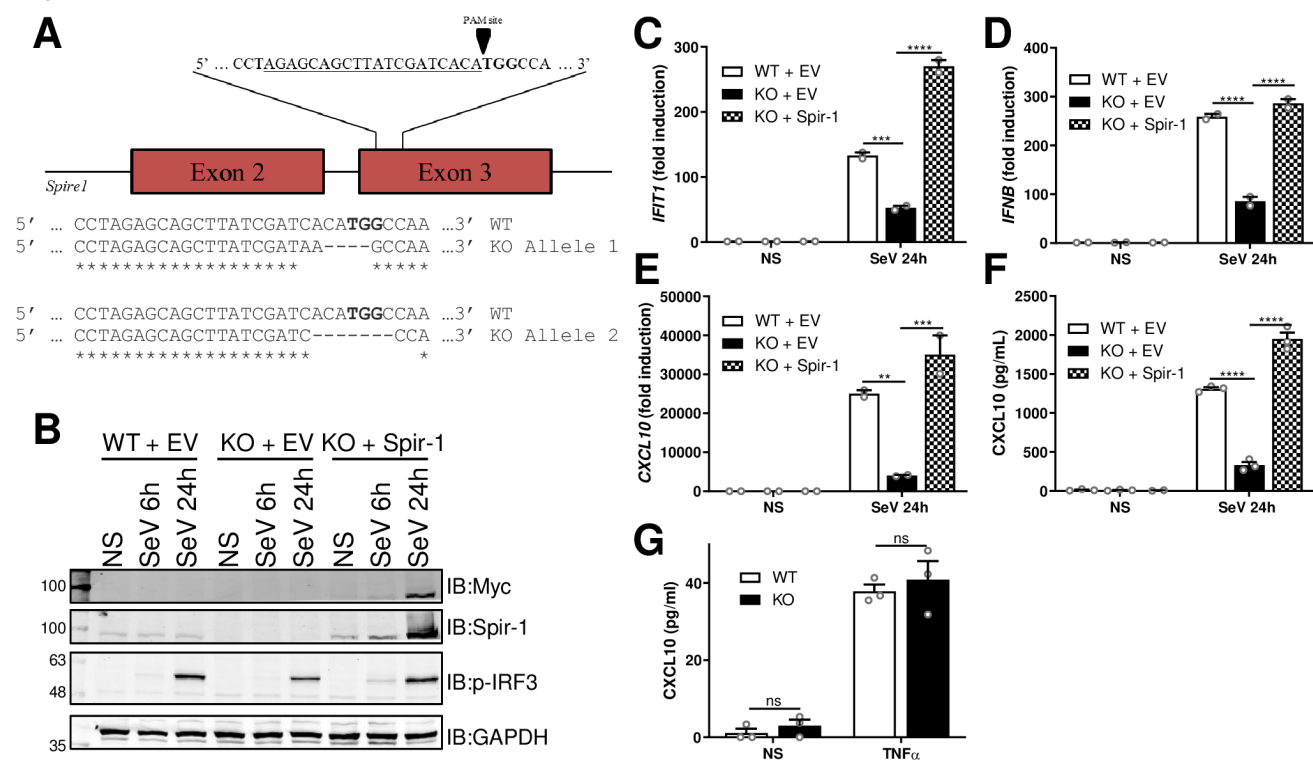 A
PAM site
5’ ... CCTAGAGCAGCTTATCGATCACATGGCCA ... 3’
Exon 2
Exon 3
Spire1
5’ ... CCTAGAGCAGCTTATCGATCACATGGCCAA ...3’ WT
5’ ... CCTAGAGCAGCTTATCGATAA----GCCAA ...3’ KO Allele 1
******************* *****
5’ ... CCTAGAGCAGCTTATCGATCACATGGCCAA ...3’ WT
5’ ... CCTAGAGCAGCTTATCGATC-------CCA ...3’ KO Allele 2
******************** *
B
WT + EV KO + EV KO + Spir-1
NS SeV 6h SeV 24h NS SeV 6h SeV 24h NS SeV 6h SeV 24h
100 IB:Myc
100 IB:Spir-1
63
48 IB:p-IRF3
35 IB:GAPDH
C
IFIT1 (fold induction)
300
200
100
0
WT + EV
KO + EV
KO + Spir-1
***
****
NS SeV 24h
D
IFNB (fold induction)
400
300
200
100
0
WT + EV
KO + EV
KO + Spir-1
****
****
NS SeV 24h
E
CXCL10 (fold induction)
50000
40000
30000
20000
10000
0
WT + EV
KO + EV
KO + Spir-1
**
***
NS SeV 24h
F
CXCL10 (pg/mL)
2500
2000
1500
1000
500
0
WT + EV
KO + EV
KO + Spir-1
****
****
NS SeV 24h
G
CXCL10 (pg/ml)
40
20
0
WT
KO
ns
ns
NS TNFα